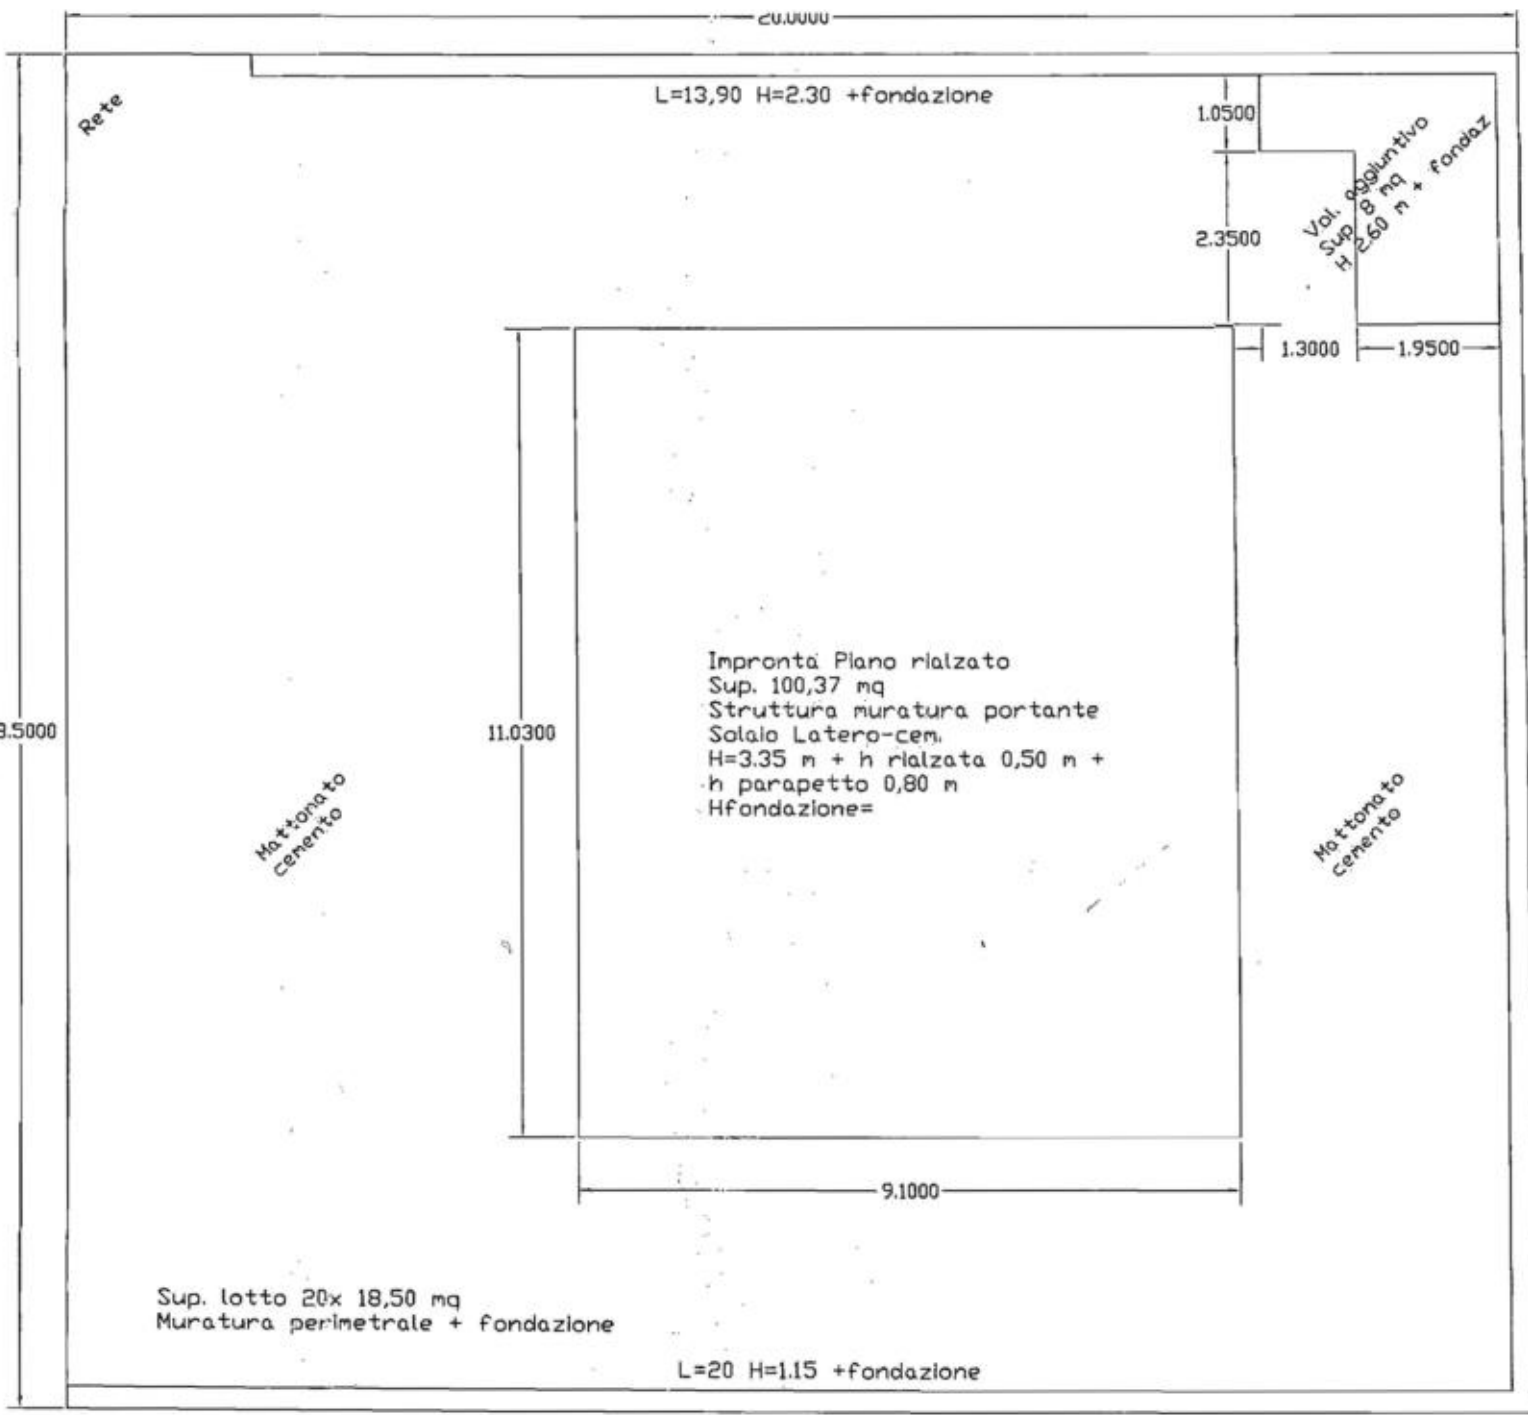 20.0000
L=13,90 H=2.30 +fondazione
Rete
1.0500
Vol. aggiuntivo
Sup. 8 mq
H 2.60 m + fondaz
2.3500
1.3000
1.9500
Impronta Piano rialzato
Sup. 100,37 mq
Struttura muratura portante
Solaio Latero-cem.
H=3.35 m + h rialzata 0,50 m +
h parapetto 0,80 m
Hfondazione=
8.5000
11.0300
Mattonato
cemento
Mattonato
cemento
9.1000
Sup. lotto 20x 18,50 mq
Muratura perimetrale + fondazione
L=20 H=1.15 +fondazione